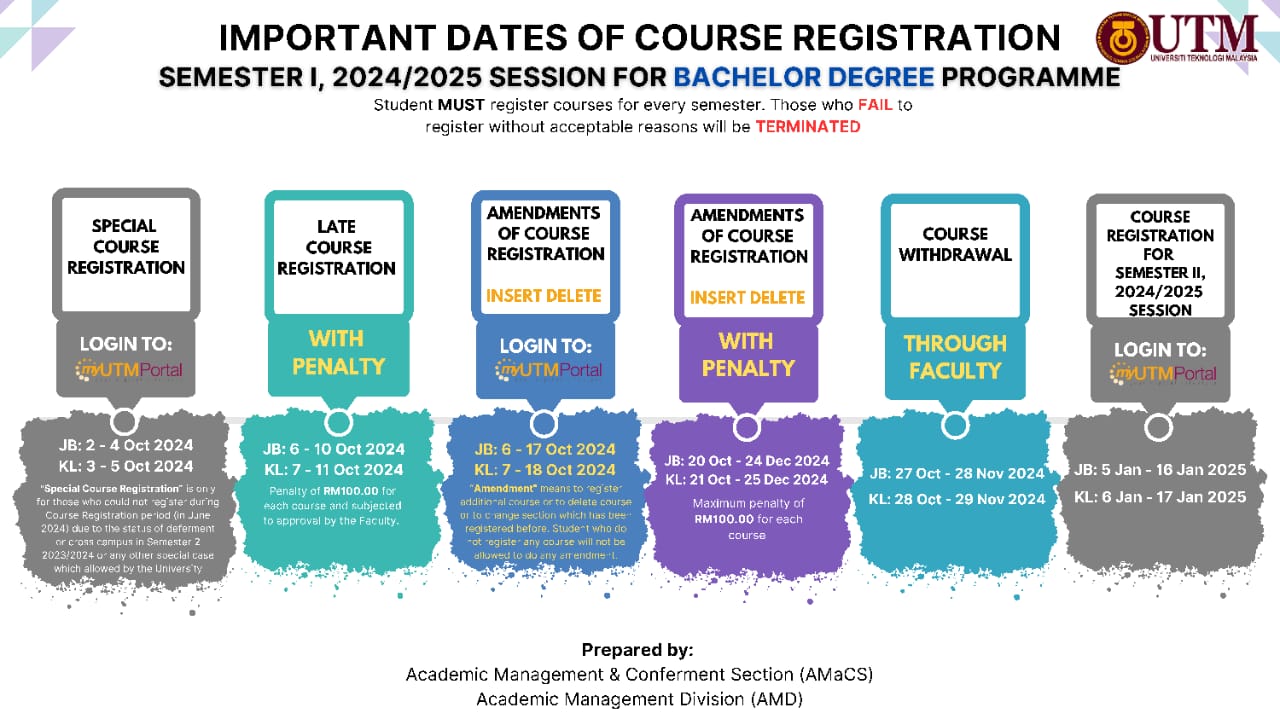 IMPORTANT DATES OF COURSE REGISTRATION
UTM
UNIVERSITI TEKNOLOGI MALAYSIA
SEMESTER I, 2024/2025 SESSION FOR BACHELOR DEGREE PROGRAMME
Student MUST register courses for every semester. Those who FAIL to
register without acceptable reasons will be TERMINATED
SPECIAL
COURSE
REGISTRATION
LOGIN TO:
myUTMPortal
JB: 2 - 4 Oct 2024
KL: 3 - 5 Oct 2024
"Special Course Registration" is only
for those who could not register during
Course Registration period (in June
2024) due to the status of deferment
or cross campus in Semester 2
2023/2024 or any other special case
which allowed by the University
LATE
COURSE
REGISTRATION
WITH
PENALTY
JB: 6 - 10 Oct 2024
KL: 7 - 11 Oct 2024
Penalty of RM100.00 for
each course and subjected
to approval by the Faculty.
AMENDMENTS
OF COURSE
REGISTRATION
INSERT DELETE
LOGIN TO:
myUTMPortal
JB: 6 - 17 Oct 2024
KL: 7 - 18 Oct 2024
"Amendment" means to register
additional course or to delete course
or to change section which has been
registered before. Student who do
not register any course will not be
allowed to do any amendment.
AMENDMENTS
OF COURSE
REGISTRATION
INSERT DELETE
WITH
PENALTY
JB: 20 Oct - 24 Dec 2024
KL: 21 Oct - 25 Dec 2024
Maximum penalty of
RM100.00 for each
course
COURSE
WITHDRAWAL
THROUGH
FACULTY
JB: 27 Oct - 28 Nov 2024
KL: 28 Oct - 29 Nov 2024
COURSE
REGISTRATION
FOR
SEMESTER II,
2024/2025
SESSION
LOGIN TO:
myUTMPortal
JB: 5 Jan - 16 Jan 2025
KL: 6 Jan - 17 Jan 2025
Prepared by:
Academic Management & Conferment Section (AMaCS)
Academic Management Division (AMD)